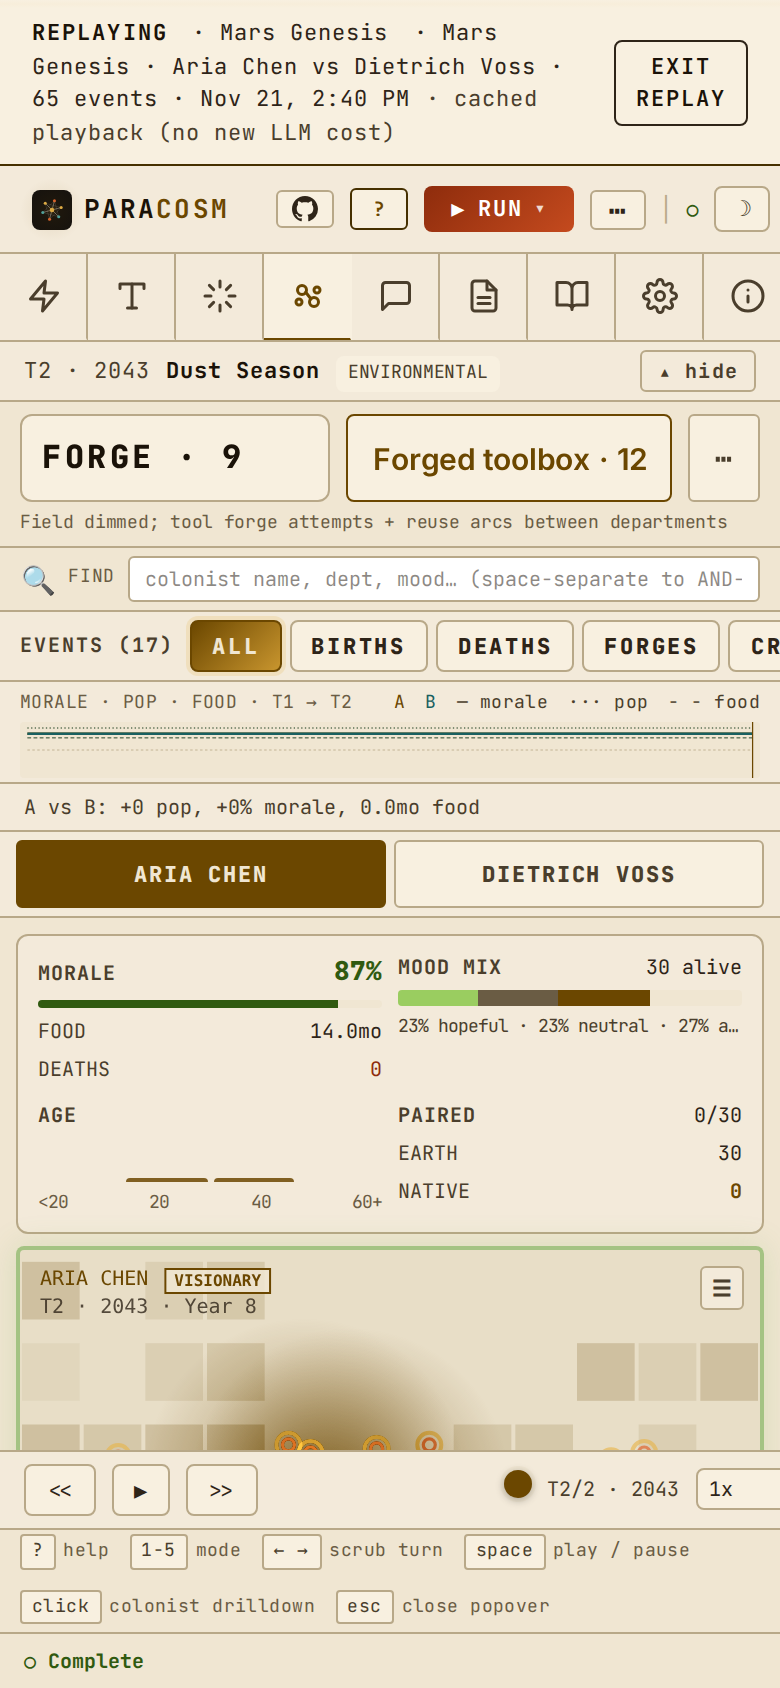 REPLAYING · Mars Genesis · Mars
Genesis · Aria Chen vs Dietrich Voss ·
65 events · Nov 21, 2:40 PM · cached
playback (no new LLM cost)
EXIT
REPLAY
PARACOSM ? ▶ RUN ▾ … | ○ ☽
T2 · 2043 Dust Season ENVIRONMENTAL ▴ hide
FORGE · 9 Forged toolbox · 12 …
Field dimmed; tool forge attempts + reuse arcs between departments
🔍 FIND colonist name, dept, mood… (space-separate to AND-
EVENTS (17) ALL BIRTHS DEATHS FORGES CR
MORALE · POP · FOOD · T1 → T2 A B — morale ··· pop - - food
A vs B: +0 pop, +0% morale, 0.0mo food
ARIA CHEN DIETRICH VOSS
MORALE 87% MOOD MIX 30 alive
FOOD 14.0mo 23% hopeful · 23% neutral · 27% a…
DEATHS 0
AGE PAIRED 0/30
EARTH 30
<20 20 40 60+ NATIVE 0
ARIA CHEN VISIONARY ☰
T2 · 2043 · Year 8
<< ▶ >> T2/2 · 2043 1x
? help 1-5 mode ← → scrub turn space play / pause
click colonist drilldown esc close popover
○ Complete